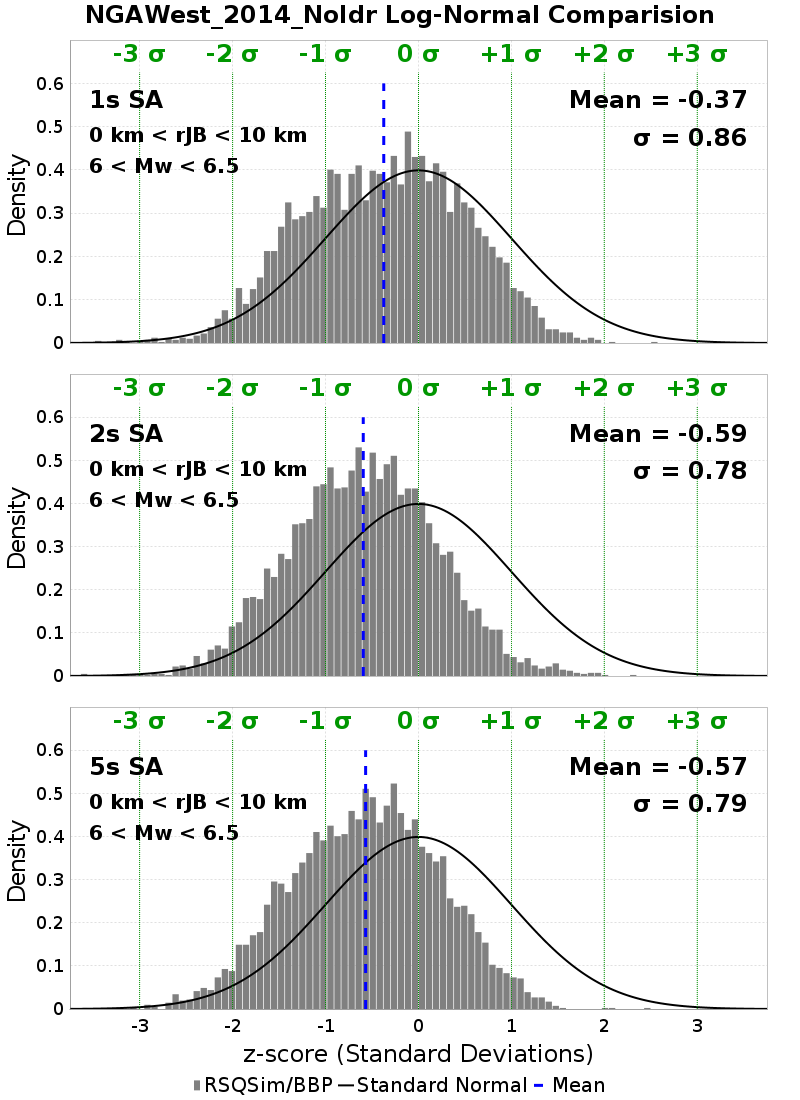 NGAWest_2014_NoIdr Log-Normal Comparision
-3 σ -2 σ -1 σ 0 σ +1 σ +2 σ +3 σ
0.6
1s SA Mean = -0.37
0.5
0 km < rJB < 10 km σ = 0.86
0.4
6 < Mw < 6.5
0.3
0.2
0.1
0
Density
-3 σ -2 σ -1 σ 0 σ +1 σ +2 σ +3 σ
0.6
2s SA Mean = -0.59
0.5
0 km < rJB < 10 km σ = 0.78
0.4
6 < Mw < 6.5
0.3
0.2
0.1
0
Density
-3 σ -2 σ -1 σ 0 σ +1 σ +2 σ +3 σ
0.6
5s SA Mean = -0.57
0.5
0 km < rJB < 10 km σ = 0.79
0.4
6 < Mw < 6.5
0.3
0.2
0.1
0
Density
-3 -2 -1 0 1 2 3
z-score (Standard Deviations)
RSQSim/BBP Standard Normal Mean